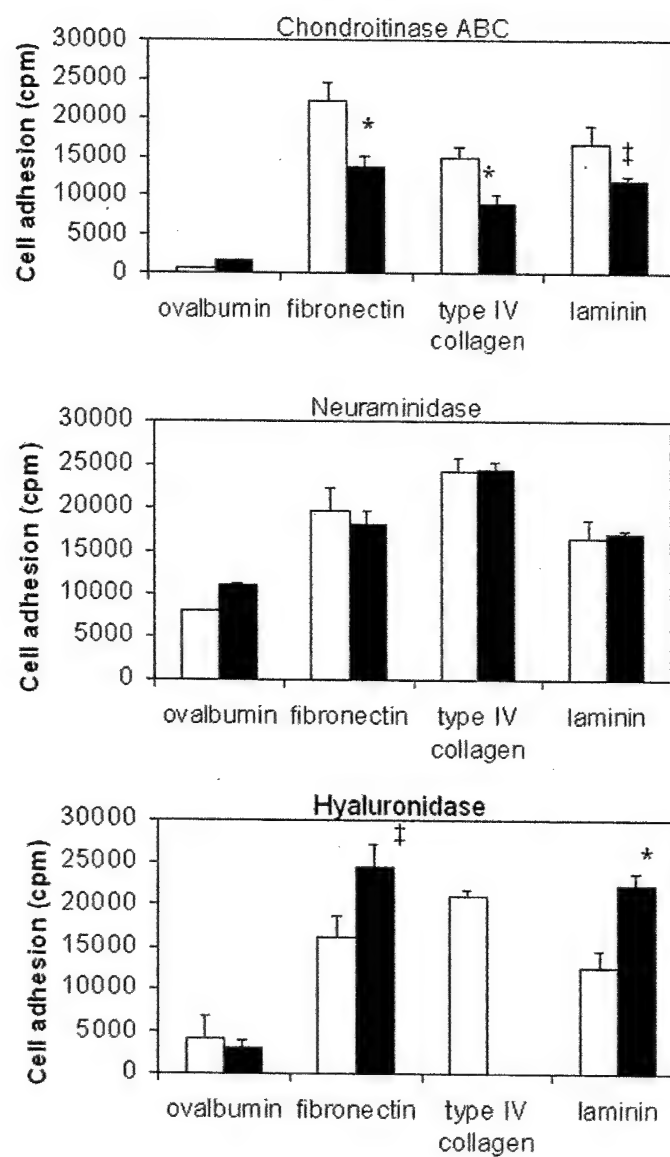 Chondroitinase ABC
30000
25000
20000
15000
10000
5000
0
Cell adhesion (cpm)
*
*
‡
ovalbumin fibronectin type IV laminin
collagen
Neuraminidase
30000
25000
20000
15000
10000
5000
0
Cell adhesion (cpm)
ovalbumin fibronectin type IV laminin
collagen
Hyaluronidase
30000
25000
20000
15000
10000
5000
0
Cell adhesion (cpm)
‡
*
ovalbumin fibronectin type IV laminin
collagen